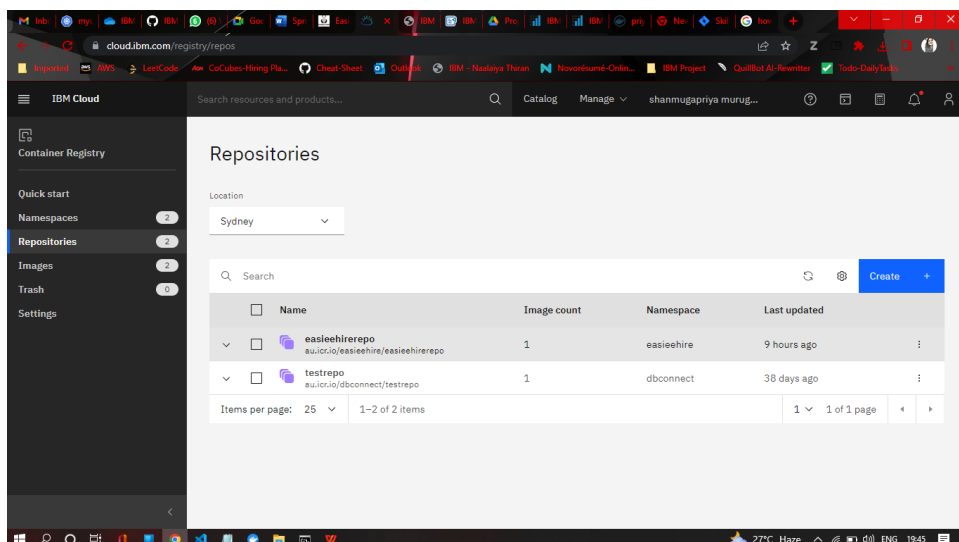 cloud.ibm.com/registry/repos
Imported AWS LeetCode CoCubes-Hiring Pla... Cheat-Sheet IBM - Naalaiya Thiran Novorésumé-Onlin... IBM Project QuillBot AI-Rewriter Todo-DailyTask
IBM Cloud
Search resources and products...
Catalog Manage shanmugapriya murug...
Container Registry
Quick start
Namespaces 2
Repositories 2
Images 2
Trash 0
Settings
Repositories
Location
Sydney
Search
Create +
Name Image count Namespace Last updated
easieehirerepo 1 easieehire 9 hours ago
au.icr.io/easieehire/easieehirerepo
testrepo 1 dbconnect 38 days ago
au.icr.io/dbconnect/testrepo
Items per page: 25 1–2 of 2 items 1 1 of 1 page
27°C Haze ENG 19:45